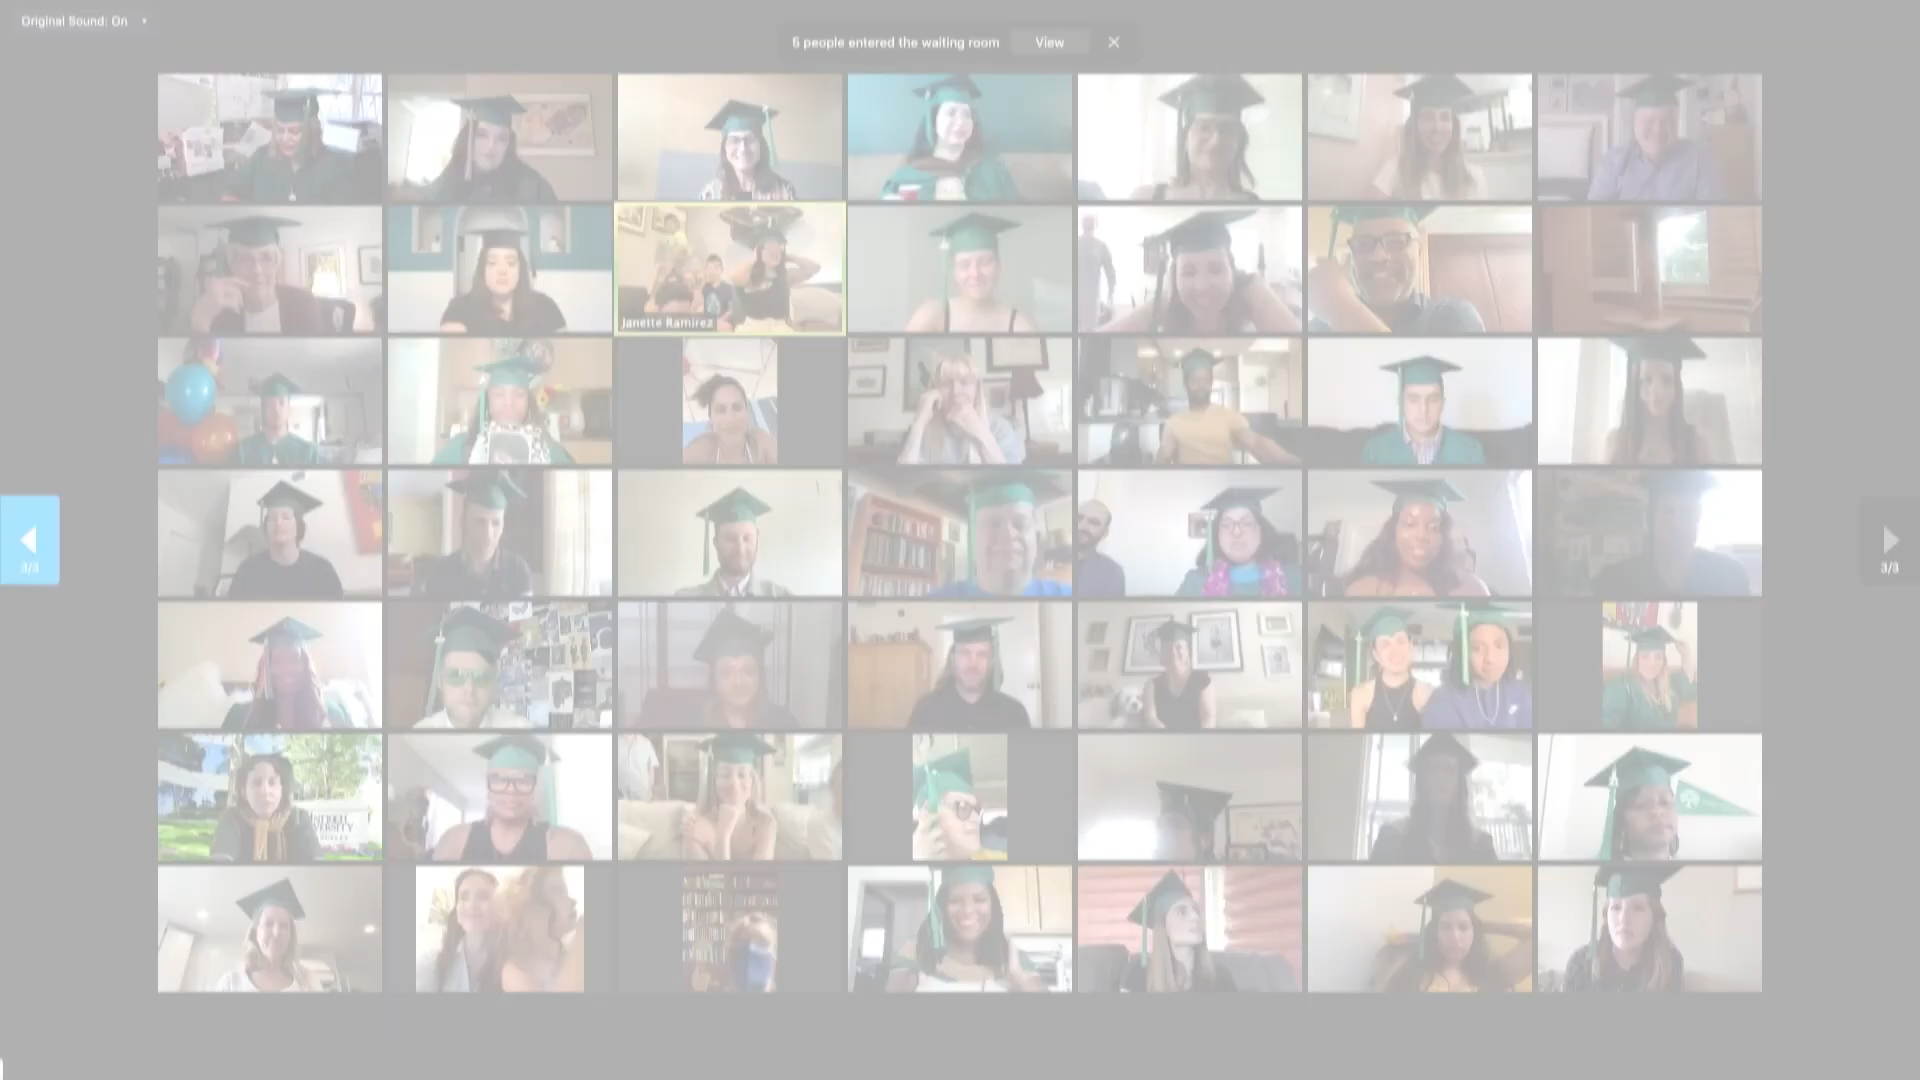 Original Sound: On
5 people entered the waiting room View
Janette Ramirez
3/3
3/3